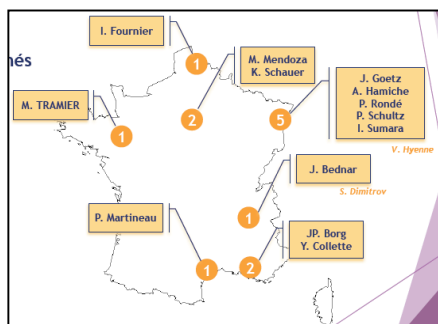 I. Fournier
nés
M. Mendoza
K. Schauer
J. Goetz
A. Hamiche
P. Rondé
P. Schultz
I. Sumara
V. Hyenne
M. TRAMIER
1
2
5
1
J. Bednar
S. Dimitrov
P. Martineau
1
JP. Borg
Y. Collette
1
2